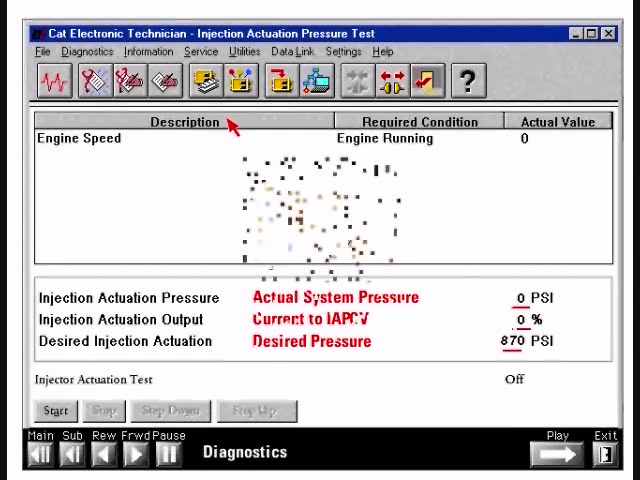 Cat Electronic Technician - Injection Actuation Pressure Test
File Diagnostics Information Service Utilities Data Link Settings Help
?
Description Required Condition Actual Value
Engine Speed Engine Running 0
Injection Actuation Pressure Actual System Pressure 0 PSI
Injection Actuation Output Current to IAPCV 0 %
Desired Injection Actuation Desired Pressure 870 PSI
Injector Actuation Test Off
Start Stop Step Down Step Up
Main Sub Rew Frwd Pause Play Exit
Diagnostics